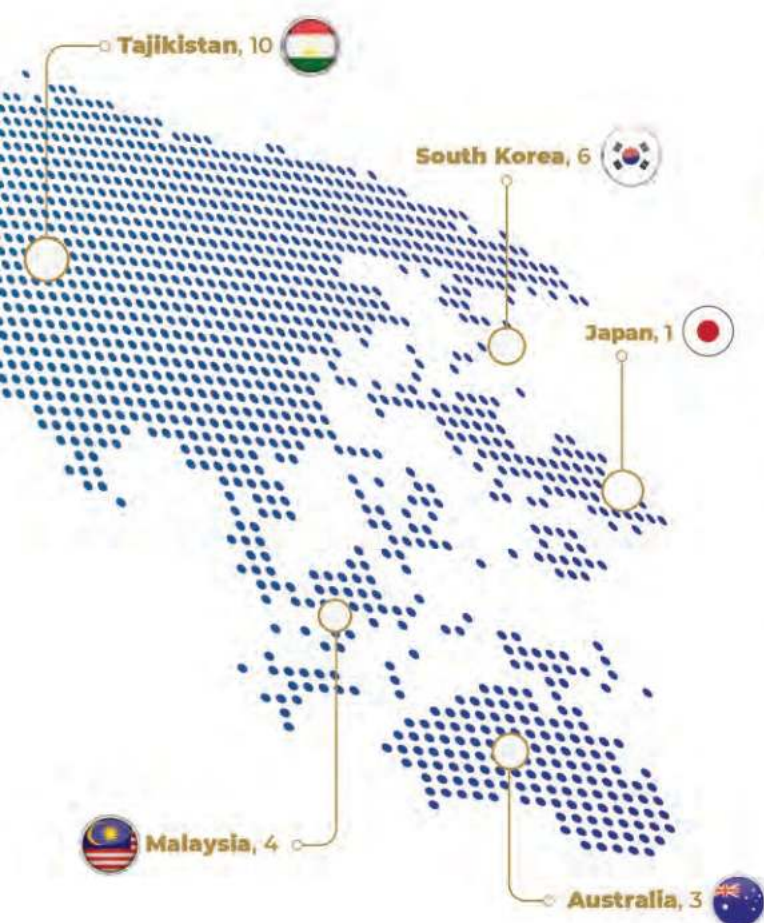 Tajikistan, 10
South Korea, 6
Japan, 1
Malaysia, 4
Australia, 3